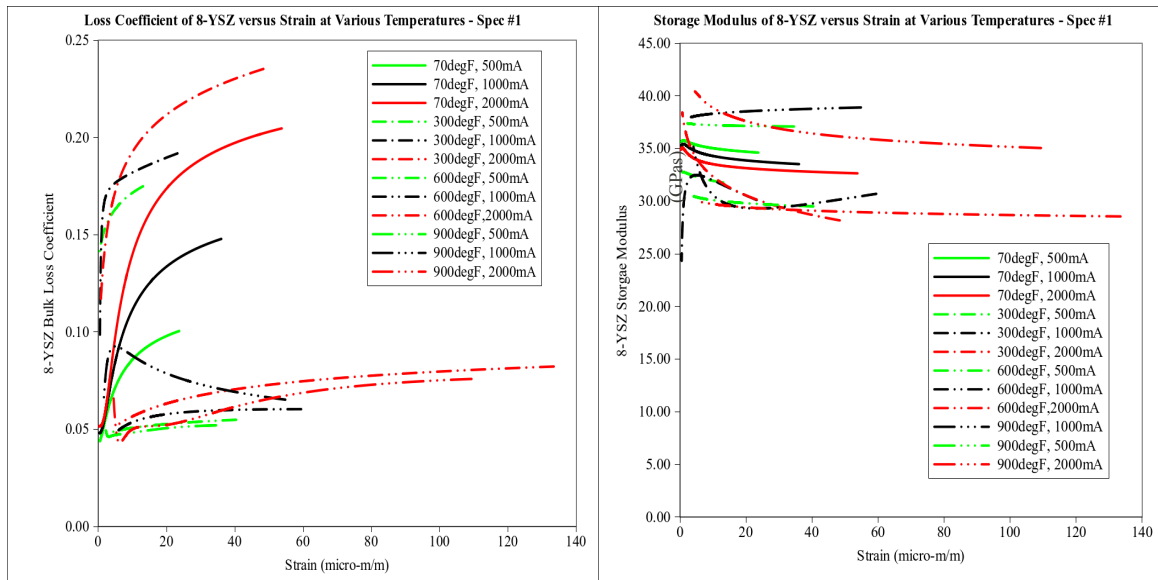 Loss Coefficient of 8-YSZ versus Strain at Various Temperatures - Spec #1
0.25
0.20
0.15
0.10
0.05
0.00
8-YSZ Bulk Loss Coefficient
0 20 40 60 80 100 120 140
Strain (micro-m/m)
70degF, 500mA
70degF, 1000mA
70degF, 2000mA
300degF, 500mA
300degF, 1000mA
300degF, 2000mA
600degF, 500mA
600degF, 1000mA
600degF,2000mA
900degF, 500mA
900degF, 1000mA
900degF, 2000mA
Storage Modulus of 8-YSZ versus Strain at Various Temperatures - Spec #1
45.00
40.00
35.00
30.00
25.00
20.00
15.00
10.00
5.00
0.00
8-YSZ Storgae Modulus
(GPas)
0 20 40 60 80 100 120 140
Strain (micro-m/m)
70degF, 500mA
70degF, 1000mA
70degF, 2000mA
300degF, 500mA
300degF, 1000mA
300degF, 2000mA
600degF, 500mA
600degF, 1000mA
600degF,2000mA
900degF, 1000mA
900degF, 500mA
900degF, 2000mA